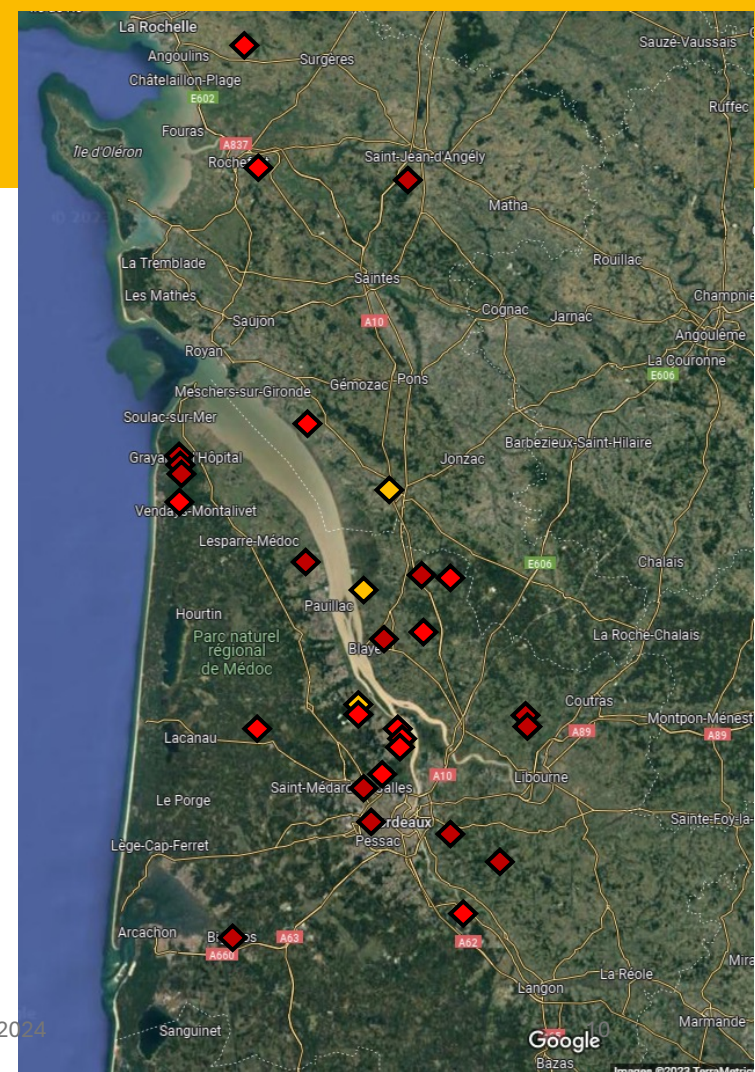 La Rochelle
Angoulins
Surgères
Sauzé-Vaussais
Châtelaillon-Plage
E602
Ruffec
Fouras
A837
Île d'Oléron
Saint-Jean-d'Angély
Matha
La Tremblade
Saintes
Rouillac
Les Mathes
Champnie
Cognac
Jarnac
Saujon
A10
Angoulême
Royan
La Couronne
E606
Gémozac
Pons
Meschers-sur-Gironde
Soulac-sur-Mer
Barbezieux-Saint-Hilaire
l'Hôpital
Jonzac
Vendays-Montalivet
Lesparre-Médoc
E606
Chalais
Pauillac
Hourtin
Parc naturel
régional
de Médoc
La Roche-Chalais
Blaye
Coutras
Montpon-Ménest
A89
A89
Lacanau
A10
Libourne
Le Porge
Sainte-Foy-la-
Pessac
Lège-Cap-Ferret
Arcachon
A63
A62
A660
La Réole
Langon
Marmande
2024
10
Sanguinet
Google
Bazas